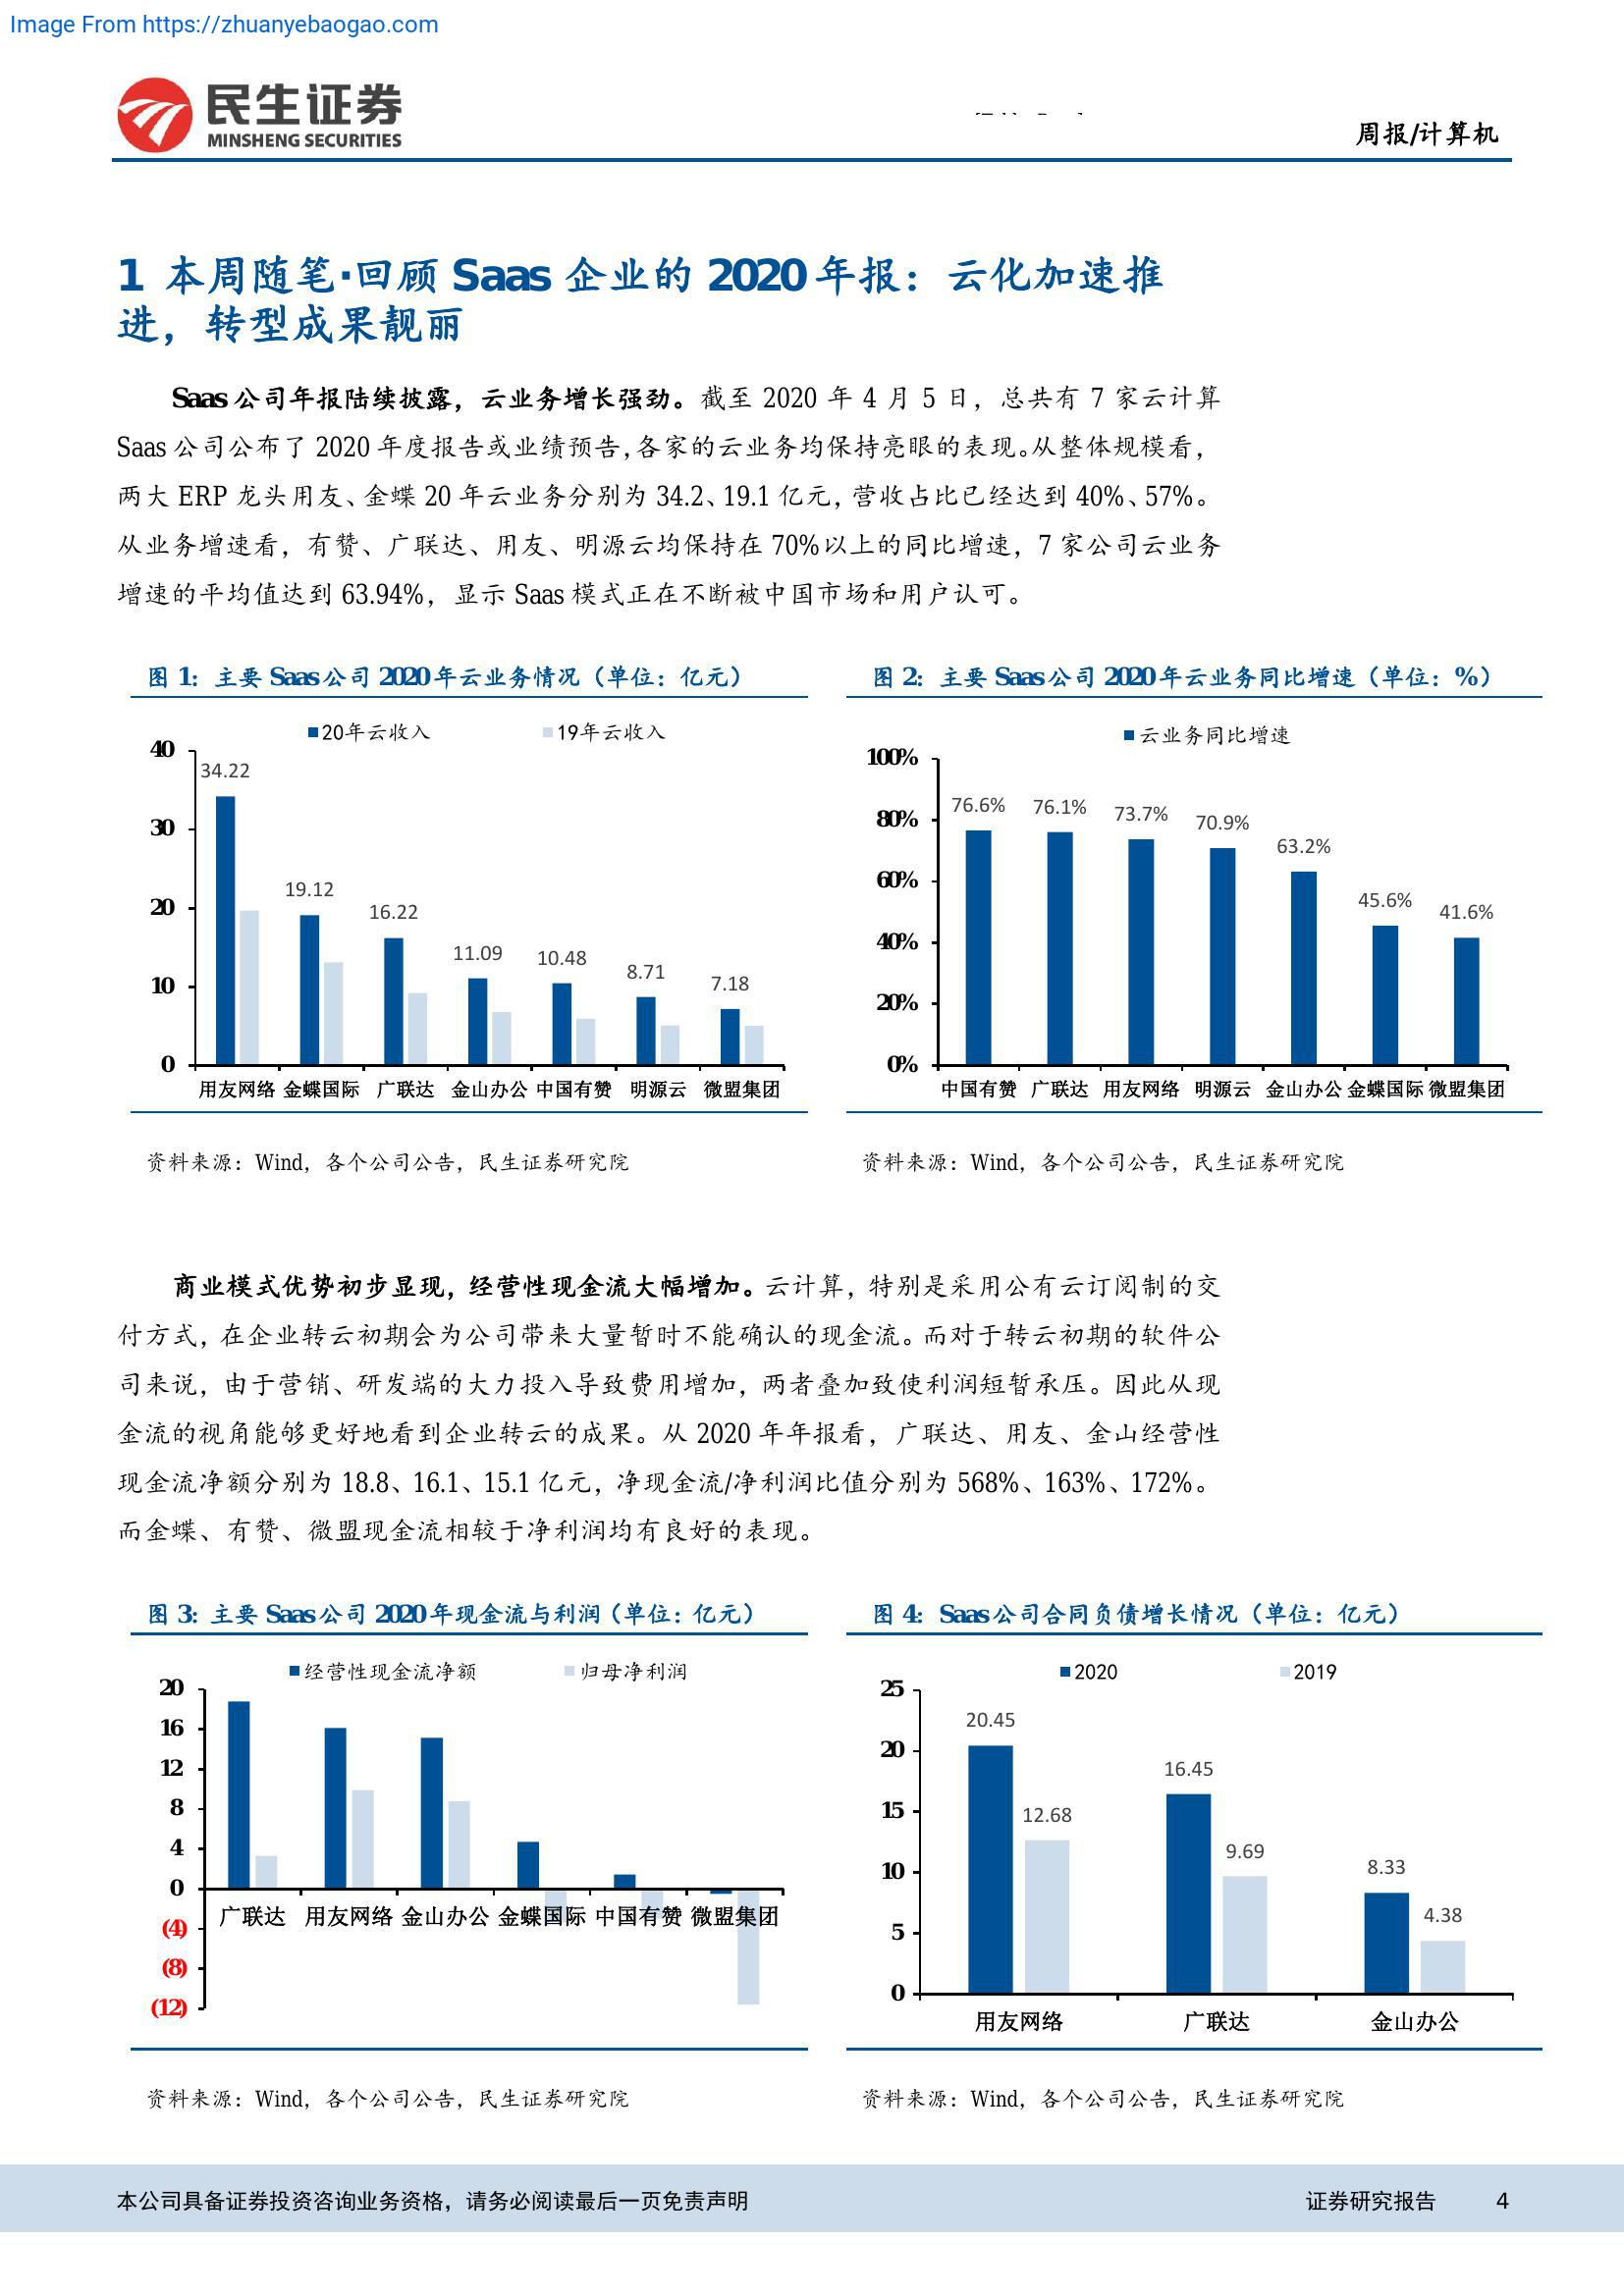 Image From https://zhuanyebaogao.com
民生证券
MINSHENG SECURITIES
周报/计算机
1 本周随笔·回顾 Saas 企业的 2020 年报：云化加速推
进，转型成果靓丽
Saas 公司年报陆续披露，云业务增长强劲。截至 2020 年 4 月 5 日，总共有 7 家云计算
Saas 公司公布了 2020 年度报告或业绩预告，各家的云业务均保持亮眼的表现。从整体规模看，
两大 ERP 龙头用友、金蝶 20 年云业务分别为 34.2、19.1 亿元，营收占比已经达到 40%、57%。
从业务增速看，有赞、广联达、用友、明源云均保持在 70%以上的同比增速，7 家公司云业务
增速的平均值达到 63.94%，显示 Saas 模式正在不断被中国市场和用户认可。
图 1：主要 Saas 公司 2020 年云业务情况（单位：亿元）
20年云收入 19年云收入
40
30
20
10
0
34.22
19.12
16.22
11.09
10.48
8.71
7.18
用友网络 金蝶国际 广联达 金山办公 中国有赞 明源云 微盟集团
资料来源：Wind，各个公司公告，民生证券研究院
图 2：主要 Saas 公司 2020 年云业务同比增速（单位：%）
云业务同比增速
100%
80%
60%
40%
20%
0%
76.6%
76.1%
73.7%
70.9%
63.2%
45.6%
41.6%
中国有赞 广联达 用友网络 明源云 金山办公 金蝶国际 微盟集团
资料来源：Wind，各个公司公告，民生证券研究院
商业模式优势初步显现，经营性现金流大幅增加。云计算，特别是采用公有云订阅制的交
付方式，在企业转云初期会为公司带来大量暂时不能确认的现金流。而对于转云初期的软件公
司来说，由于营销、研发端的大力投入导致费用增加，两者叠加致使利润短暂承压。因此从现
金流的视角能够更好地看到企业转云的成果。从 2020 年年报看，广联达、用友、金山经营性
现金流净额分别为 18.8、16.1、15.1 亿元，净现金流/净利润比值分别为 568%、163%、172%。
而金蝶、有赞、微盟现金流相较于净利润均有良好的表现。
图 3：主要 Saas 公司 2020 年现金流与利润（单位：亿元）
经营性现金流净额 归母净利润
20
16
12
8
4
0
(4)
(8)
(12)
广联达 用友网络 金山办公 金蝶国际 中国有赞 微盟集团
资料来源：Wind，各个公司公告，民生证券研究院
图 4：Saas 公司合同负债增长情况（单位：亿元）
2020 2019
25
20
15
10
5
0
20.45
12.68
16.45
9.69
8.33
4.38
用友网络 广联达 金山办公
资料来源：Wind，各个公司公告，民生证券研究院
本公司具备证券投资咨询业务资格，请务必阅读最后一页免责声明 证券研究报告 4